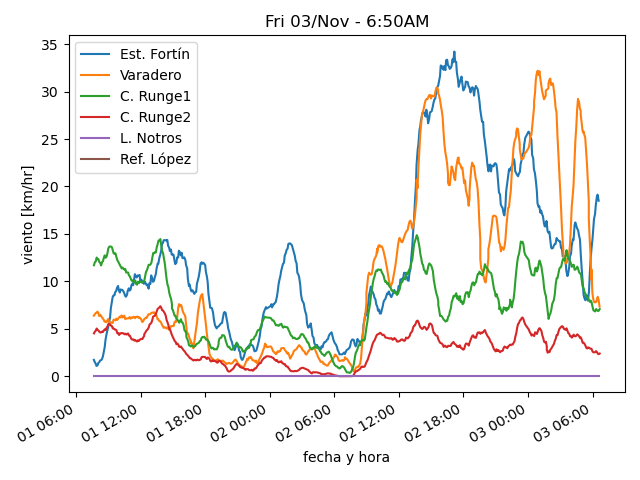 Fri 03/Nov - 6:50AM
Est. Fortín
Varadero
C. Runge1
C. Runge2
L. Notros
Ref. López
viento [km/hr]
35
30
25
20
15
10
5
0
01 06:00
01 12:00
01 18:00
02 00:00
02 06:00
02 12:00
02 18:00
03 00:00
03 06:00
fecha y hora